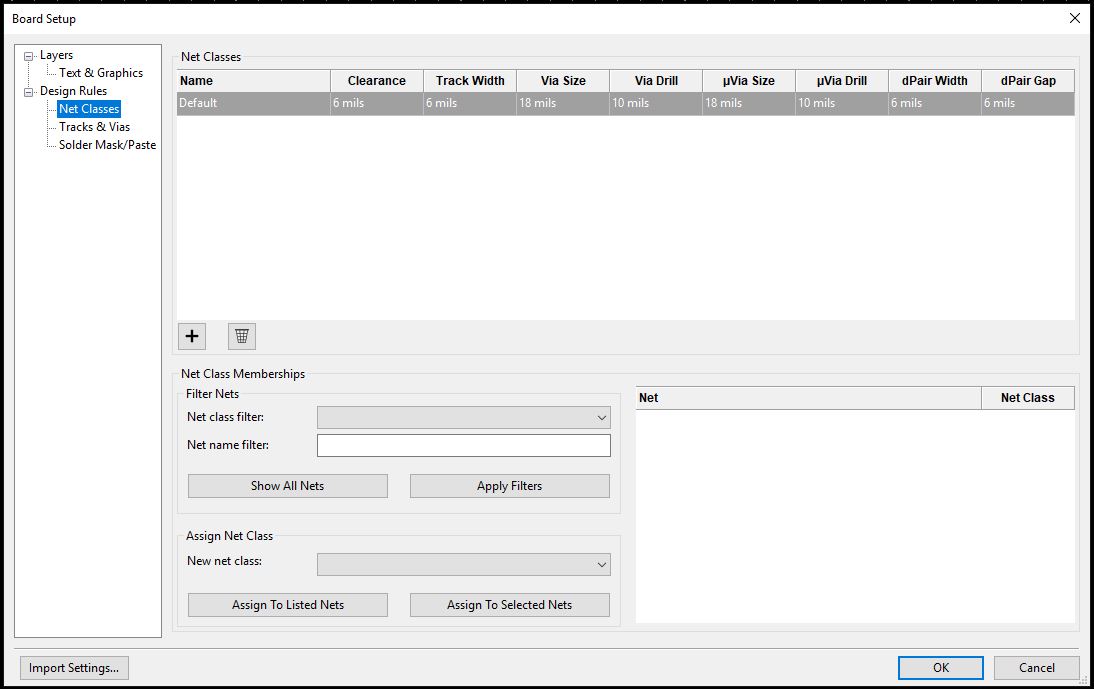 Board Setup
Layers
Text & Graphics
Design Rules
Net Classes
Tracks & Vias
Solder Mask/Paste
Net Classes
Name Clearance Track Width Via Size Via Drill µVia Size µVia Drill dPair Width dPair Gap
Default 6 mils 6 mils 18 mils 10 mils 18 mils 10 mils 6 mils 6 mils
Net Class Memberships
Filter Nets
Net class filter:
Net name filter:
Show All Nets Apply Filters
Assign Net Class
New net class:
Assign To Listed Nets Assign To Selected Nets
Net Net Class
Import Settings... OK Cancel